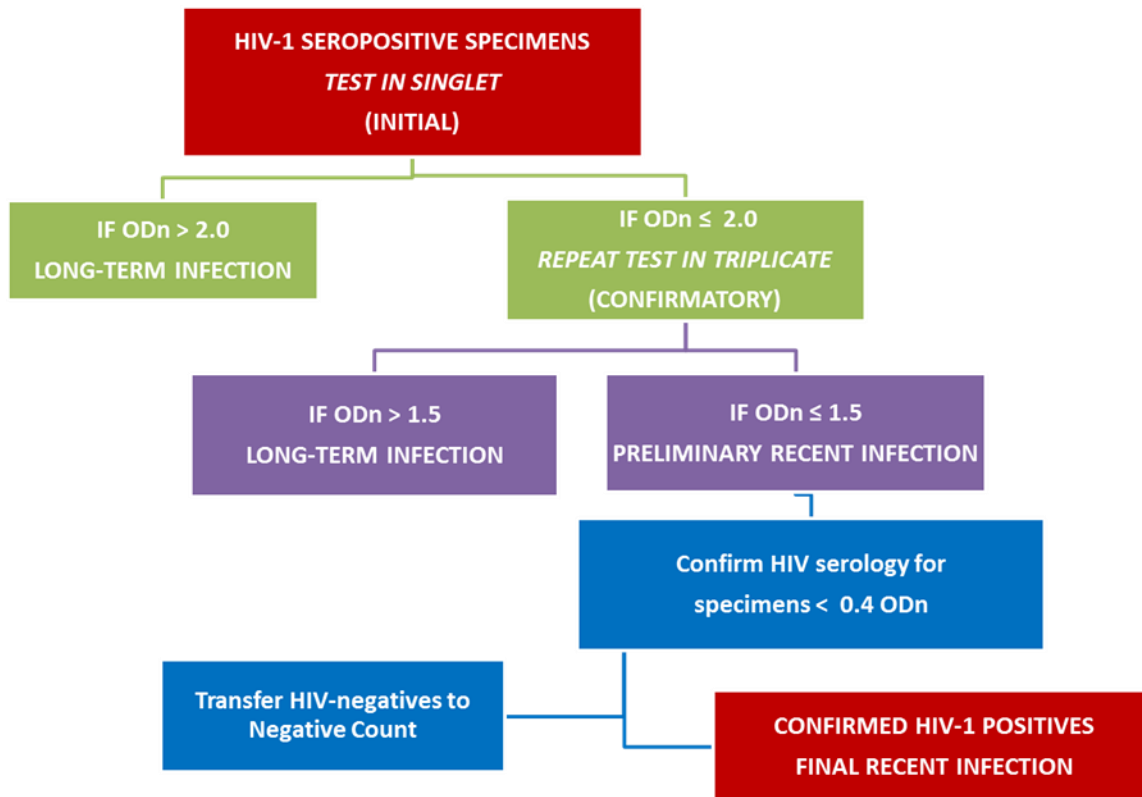 HIV-1 SEROPOSITIVE SPECIMENS
TEST IN SINGLET
(INITIAL)
IF ODn > 2.0
LONG-TERM INFECTION
IF ODn ≤ 2.0
REPEAT TEST IN TRIPLICATE
(CONFIRMATORY)
IF ODn > 1.5
LONG-TERM INFECTION
IF ODn ≤ 1.5
PRELIMINARY RECENT INFECTION
Confirm HIV serology for
specimens < 0.4 ODn
Transfer HIV-negatives to
Negative Count
CONFIRMED HIV-1 POSITIVES
FINAL RECENT INFECTION